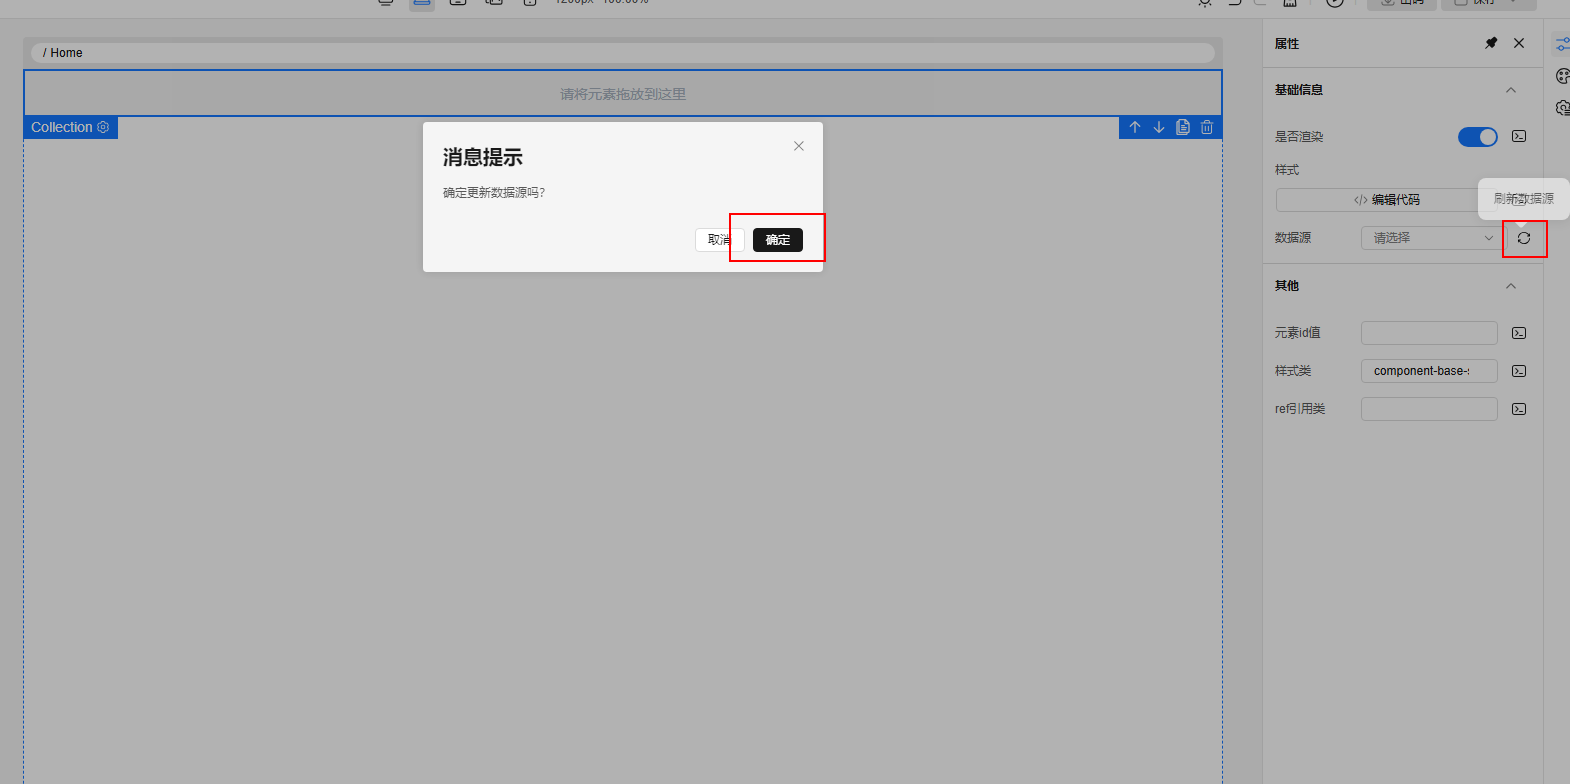 / Home
请将元素拖放到这里
Collection
消息提示
确定更新数据源吗?
取消
确定
属性
基础信息
是否渲染
样式
编辑代码
刷新数据源
数据源
请选择
其他
元素id值
样式类
component-base-
ref引用类